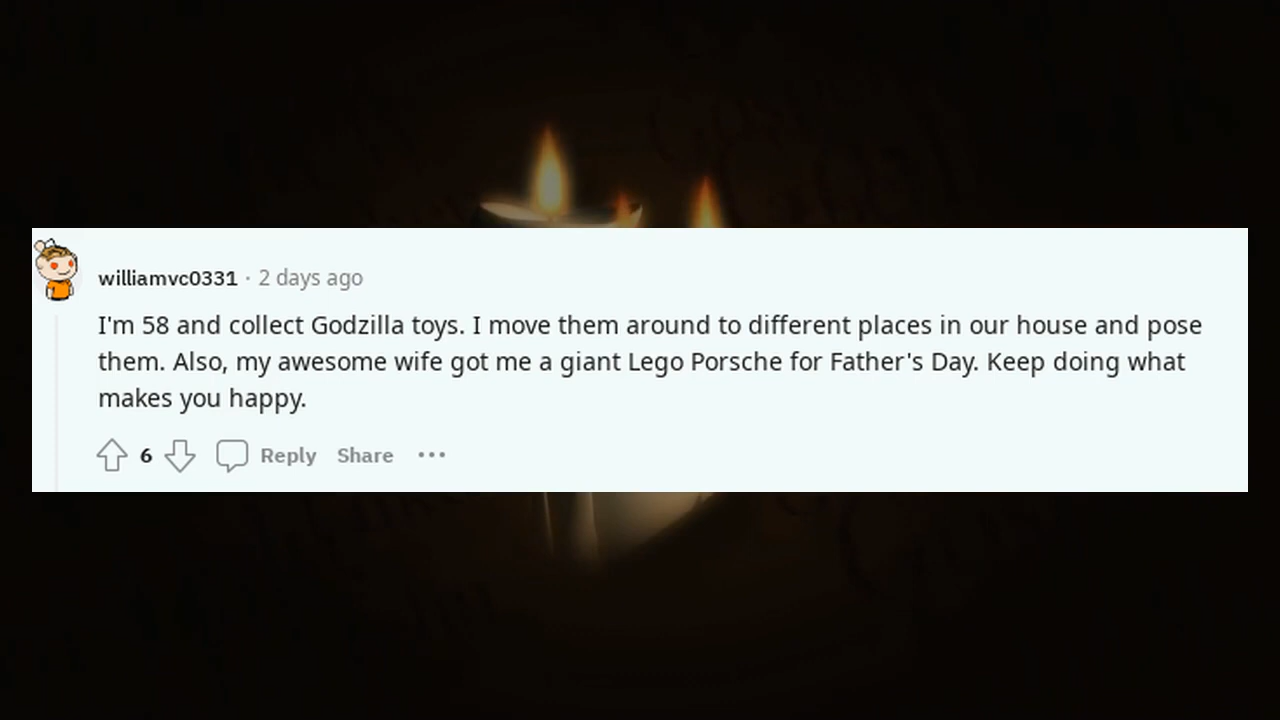 williamvc0331 · 2 days ago
I'm 58 and collect Godzilla toys. I move them around to different places in our house and pose
them. Also, my awesome wife got me a giant Lego Porsche for Father's Day. Keep doing what
makes you happy.
6 Reply Share